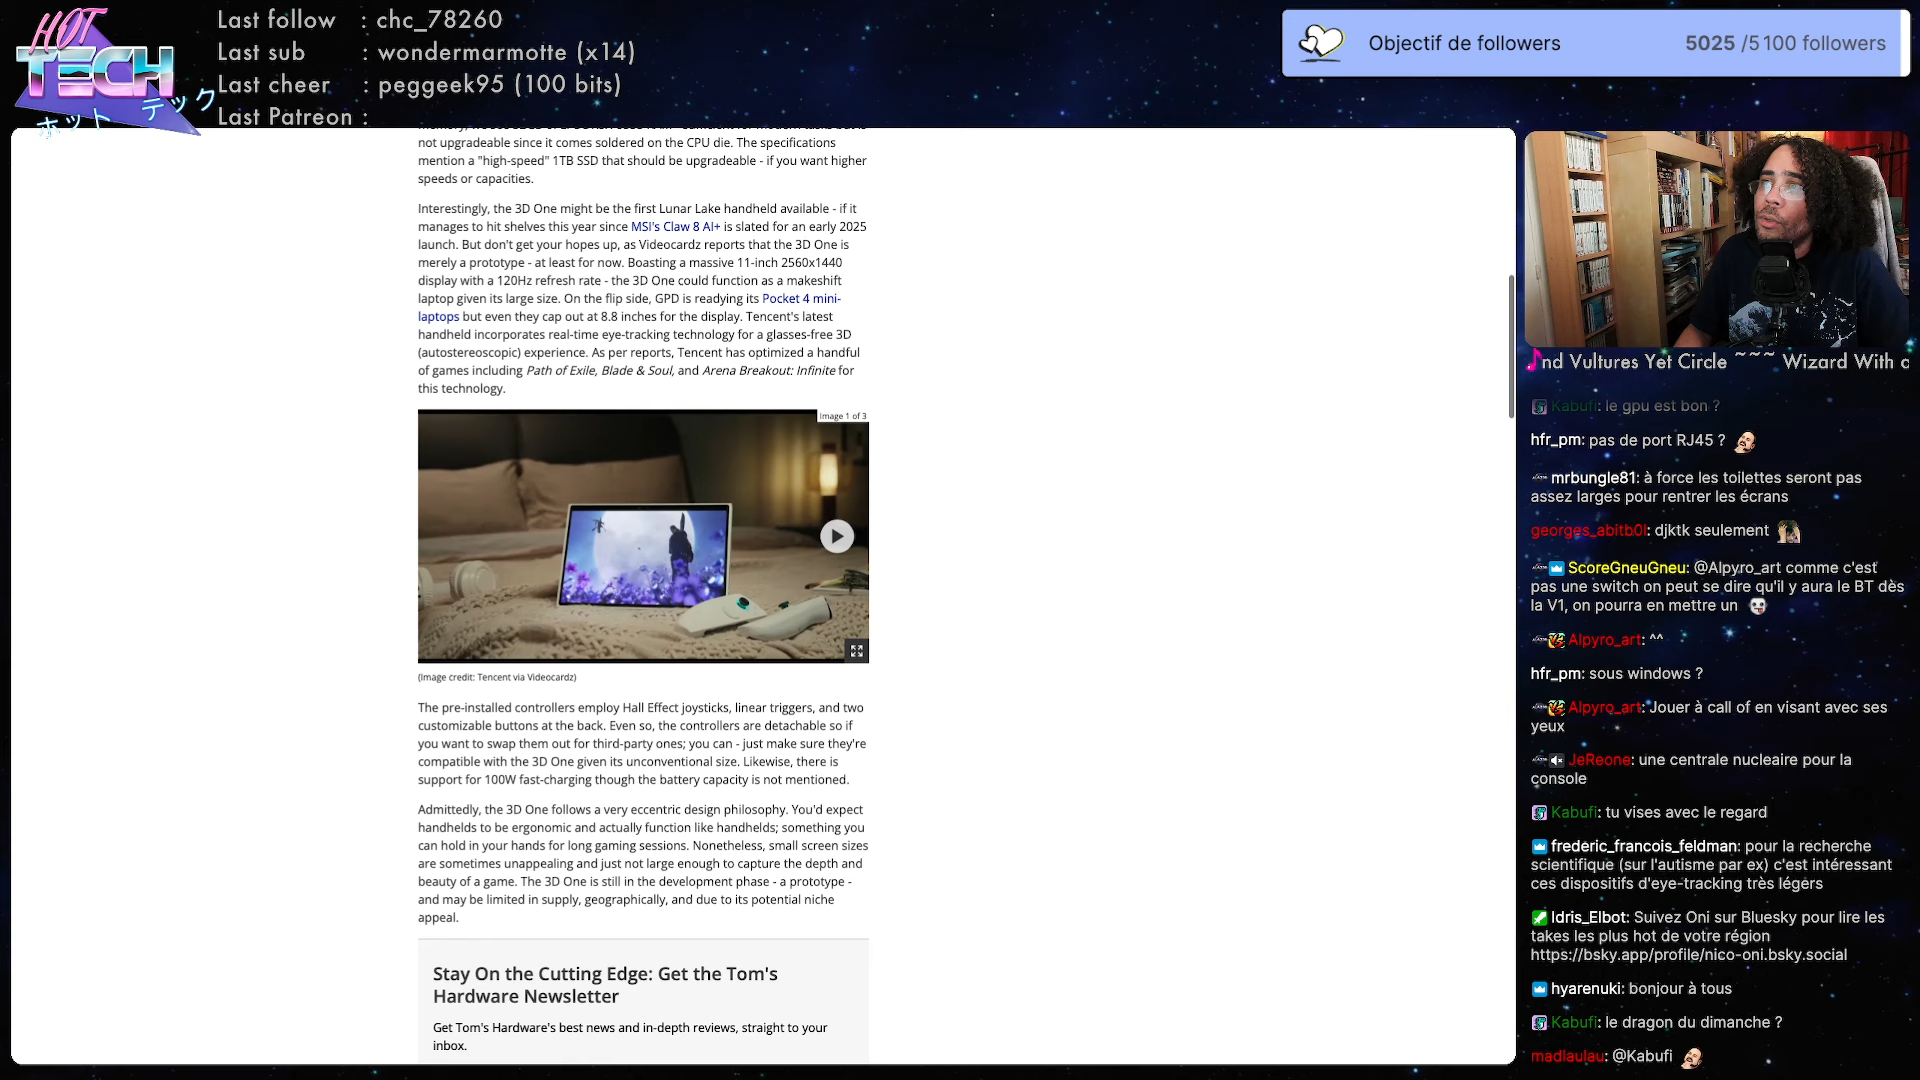 HOT
TECH
ホット テック
Last follow : chc_78260
Last sub : wondermarmotte (x14)
Last cheer : peggeek95 (100 bits)
Last Patreon :
Objectif de followers 5025 /5 100 followers
not upgradeable since it comes soldered on the CPU die. The specifications
mention a "high-speed" 1TB SSD that should be upgradeable - if you want higher
speeds or capacities.
Interestingly, the 3D One might be the first Lunar Lake handheld available - if it
manages to hit shelves this year since MSI's Claw 8 AI+ is slated for an early 2025
launch. But don't get your hopes up, as Videocardz reports that the 3D One is
merely a prototype - at least for now. Boasting a massive 11-inch 2560x1440
display with a 120Hz refresh rate - the 3D One could function as a makeshift
laptop given its large size. On the flip side, GPD is readying its Pocket 4 mini-
laptops but even they cap out at 8.8 inches for the display. Tencent's latest
handheld incorporates real-time eye-tracking technology for a glasses-free 3D
(autostereoscopic) experience. As per reports, Tencent has optimized a handful
of games including Path of Exile, Blade & Soul, and Arena Breakout: Infinite for
this technology.
Image 1 of 3
(Image credit: Tencent via Videocardz)
The pre-installed controllers employ Hall Effect joysticks, linear triggers, and two
customizable buttons at the back. Even so, the controllers are detachable so if
you want to swap them out for third-party ones; you can - just make sure they're
compatible with the 3D One given its unconventional size. Likewise, there is
support for 100W fast-charging though the battery capacity is not mentioned.
Admittedly, the 3D One follows a very eccentric design philosophy. You'd expect
handhelds to be ergonomic and actually function like handhelds; something you
can hold in your hands for long gaming sessions. Nonetheless, small screen sizes
are sometimes unappealing and just not large enough to capture the depth and
beauty of a game. The 3D One is still in the development phase - a prototype -
and may be limited in supply, geographically, and due to its potential niche
appeal.
Stay On the Cutting Edge: Get the Tom's
Hardware Newsletter
Get Tom's Hardware's best news and in-depth reviews, straight to your
inbox.
nd Vultures Yet Circle ~~~ Wizard With a
Kabufi: le gpu est bon ?
hfr_pm: pas de port RJ45 ?
mrbungle81: à force les toilettes seront pas
assez larges pour rentrer les écrans
georges_abitb0l: djktk seulement
ScoreGneuGneu: @Alpyro_art comme c'est
pas une switch on peut se dire qu'il y aura le BT dès
la V1, on pourra en mettre un
Alpyro_art: ^^
hfr_pm: sous windows ?
Alpyro_art: Jouer à call of en visant avec ses
yeux
JeReone: une centrale nucleaire pour la
console
Kabufi: tu vises avec le regard
frederic_francois_feldman: pour la recherche
scientifique (sur l'autisme par ex) c'est intéressant
ces dispositifs d'eye-tracking très légers
Idris_Elbot: Suivez Oni sur Bluesky pour lire les
takes les plus hot de votre région
https://bsky.app/profile/nico-oni.bsky.social
hyarenuki: bonjour à tous
Kabufi: le dragon du dimanche ?
madlaulau: @Kabufi